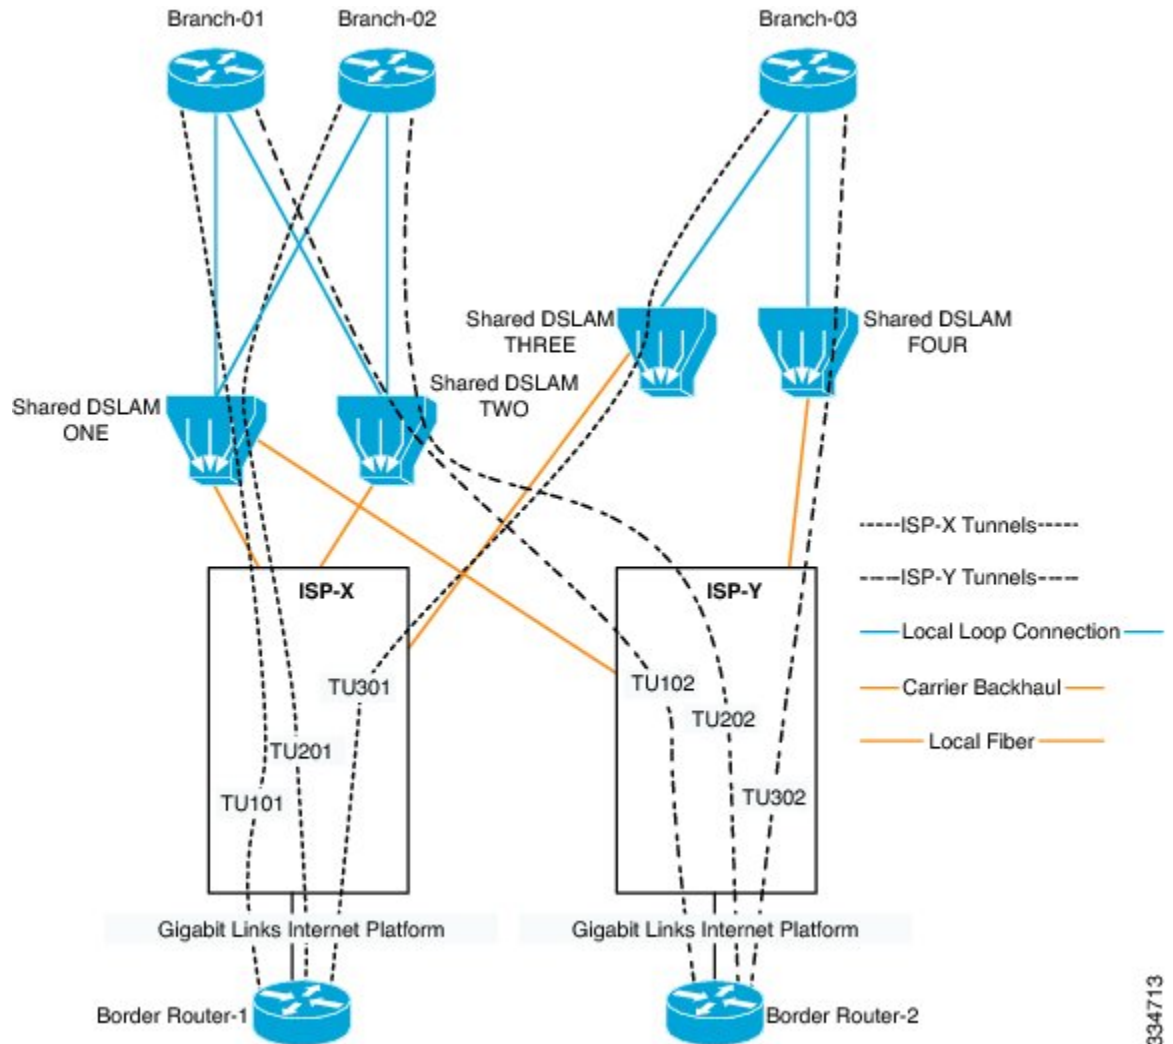 Branch-01
Branch-02
Branch-03
Shared DSLAM
THREE
Shared DSLAM
FOUR
Shared DSLAM
ONE
Shared DSLAM
TWO
ISP-X
ISP-Y
ISP-X Tunnels
ISP-Y Tunnels
Local Loop Connection
Carrier Backhaul
Local Fiber
TU301
TU102
TU201
TU202
TU101
TU302
Gigabit Links Internet Platform
Gigabit Links Internet Platform
Border Router-1
Border Router-2
334713